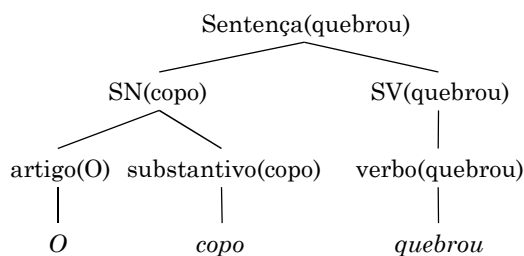 Sentença(quebrou)
SN(copo) SV(quebrou)
artigo(O) substantivo(copo) verbo(quebrou)
O copo quebrou